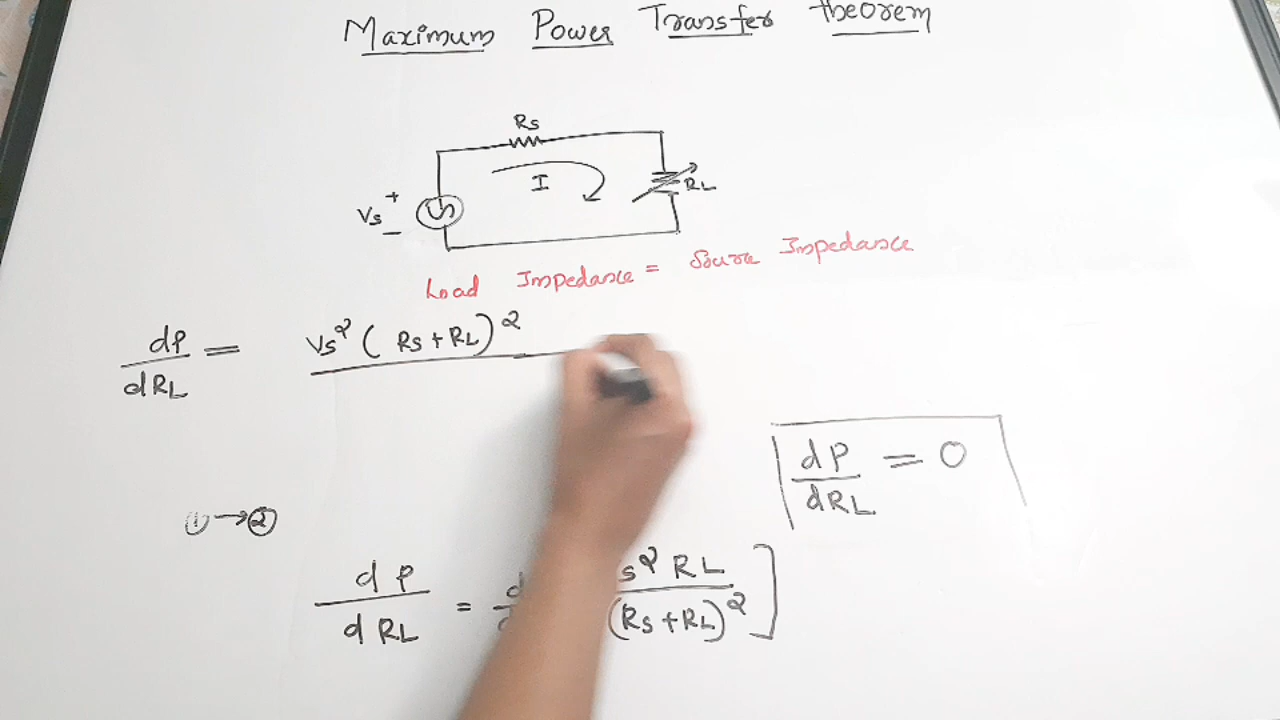 Maximum Power Transfer theorem
Rs
I
Vs + −
RL
Load Impedance = Source Impedance
dP/dRL = Vs² (Rs + RL)²
dP/dRL = 0
① → ②
dP/dRL = s² RL/(Rs + RL)² ]